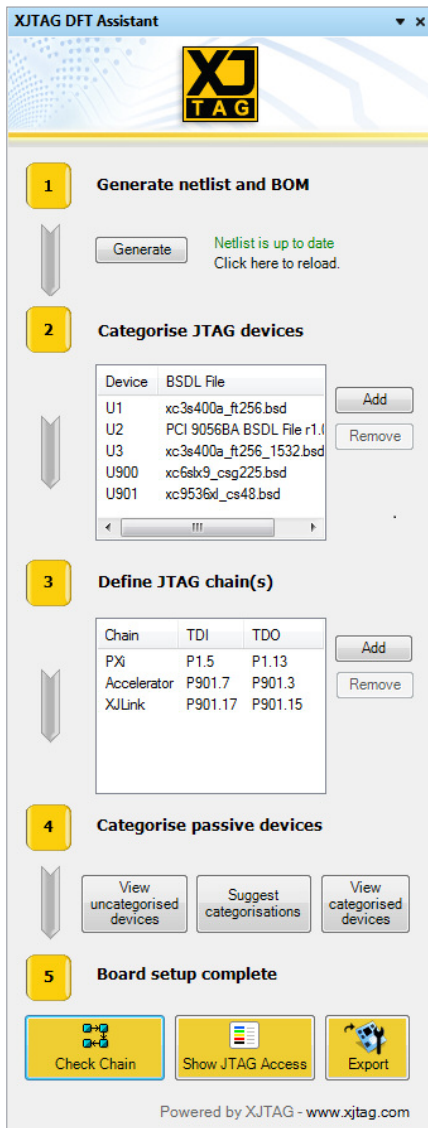 XJTAG DFT Assistant
XJ
TAG
1 Generate netlist and BOM
Generate
Netlist is up to date
Click here to reload.
2 Categorise JTAG devices
Device BSDL File
U1 xc3s400a_ft256.bsd
U2 PCI 9056BA BSDL File r1.0
U3 xc3s400a_ft256_1532.bsd
U900 xc6slx9_csg225.bsd
U901 xc9536xl_cs48.bsd
Add
Remove
3 Define JTAG chain(s)
Chain TDI TDO
PXi P1.5 P1.13
Accelerator P901.7 P901.3
XJLink P901.17 P901.15
Add
Remove
4 Categorise passive devices
View
uncategorised
devices
Suggest
categorisations
View
categorised
devices
5 Board setup complete
Check Chain
Show JTAG Access
Export
Powered by XJTAG - www.xjtag.com